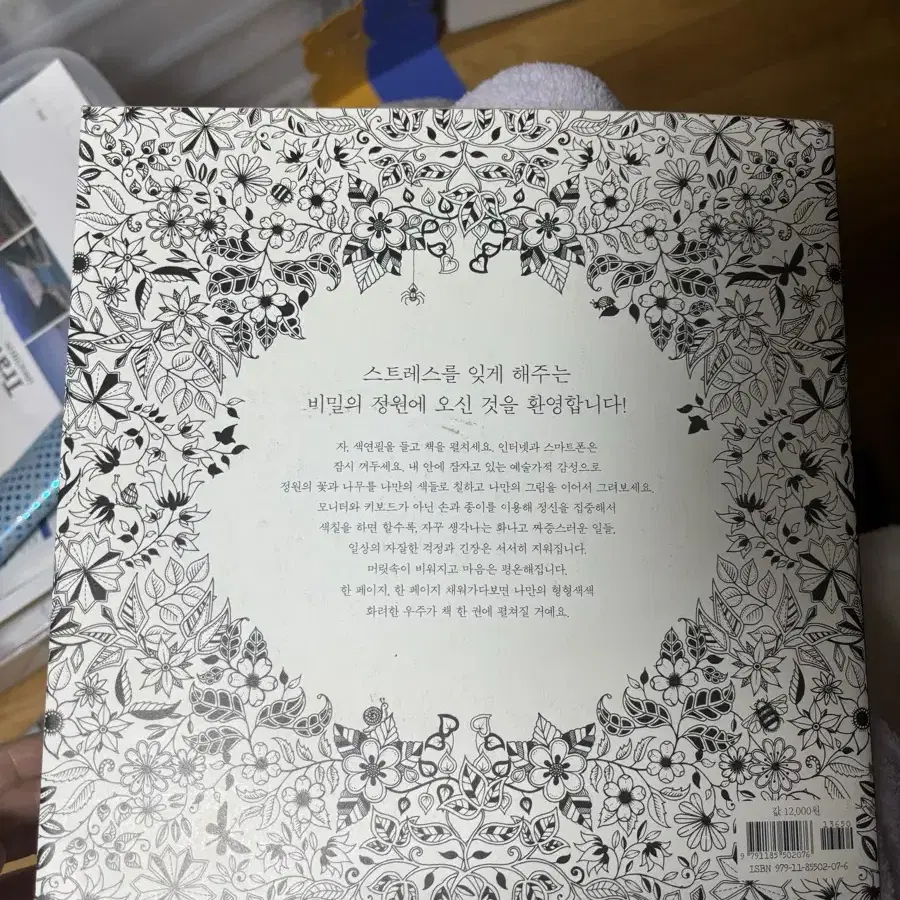 스트레스를 잊게 해주는
비밀의 정원에 오신 것을 환영합니다!
자, 색연필을 들고 책을 펼치세요. 인터넷과 스마트폰은
잠시 꺼두세요. 내 안에 잠자고 있는 예술가적 감성으로
정원의 꽃과 나무를 나만의 색들로 칠하고 나만의 그림을 이어서 그려보세요.
모니터와 키보드가 아닌 손과 종이를 이용해 정신을 집중해서
색칠을 하면 할수록, 자꾸 생각나는 화나고 짜증스러운 일들,
일상의 자잘한 걱정과 긴장은 서서히 지워집니다.
머릿속이 비워지고 마음은 평온해집니다.
한 페이지, 한 페이지 채워가다보면 나만의 형형색색
화려한 우주가 책 한 권에 펼쳐질 거예요.
값 12,000원
13650
9 791185 502076
ISBN 979-11-85502-07-6